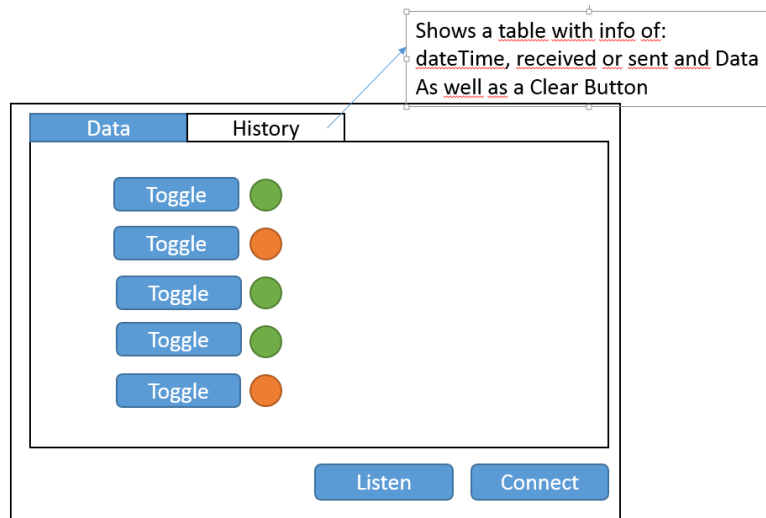 Shows a table with info of:
dateTime, received or sent and Data
As well as a Clear Button
Data
History
Toggle
Toggle
Toggle
Toggle
Toggle
Listen
Connect